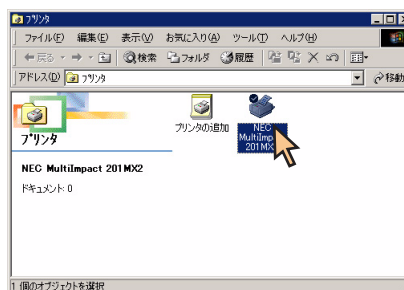 プリンタ
ファイル(F) 編集(E) 表示(V) お気に入り(A) ツール(T) ヘルプ(H)
戻る 検索 フォルダ 履歴
アドレス(D) プリンタ 移動
プリンタ
プリンタの追加
NEC
201MX
NEC MultiImpact 201MX2
ドキュメント: 0
1 個のオブジェクトを選択